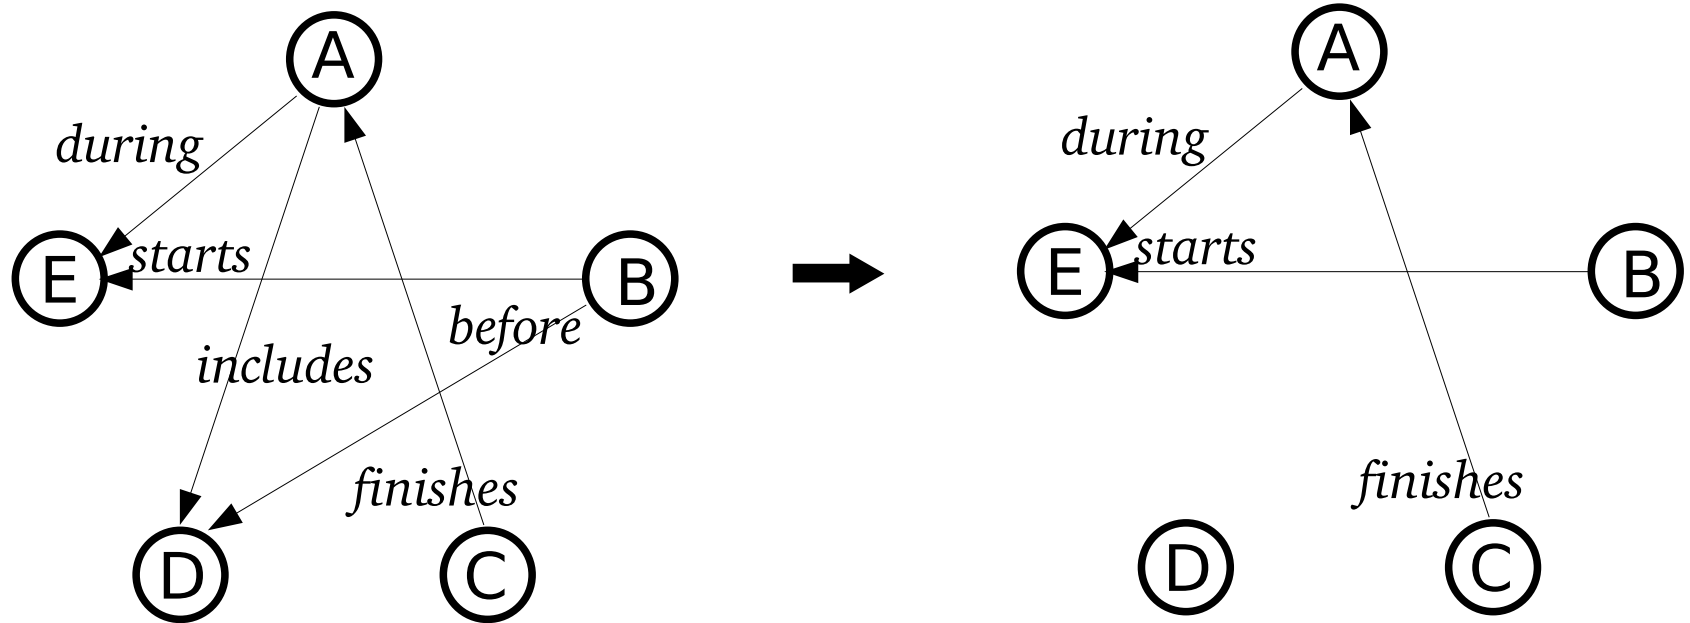 A
during
E
starts
B
before
includes
finishes
D
C
A
during
E
starts
B
finishes
D
C